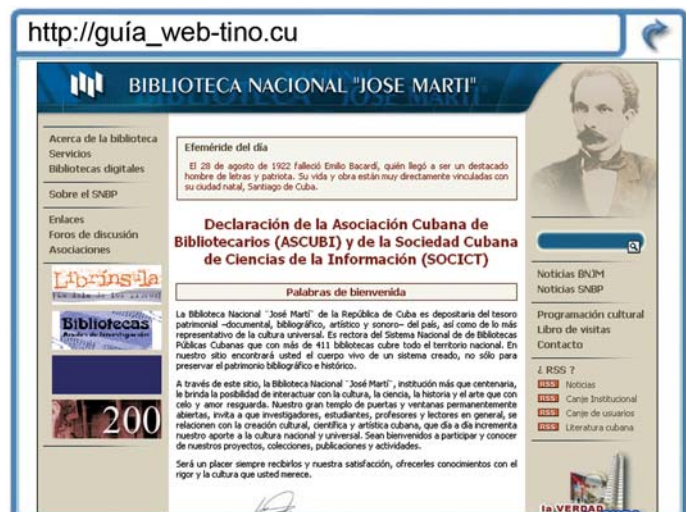 http://guía_web-tino.cu
BIBLIOTECA NACIONAL "JOSE MARTI"
Acerca de la biblioteca
Servicios
Bibliotecas digitales
Sobre el SNBP
Enlaces
Foros de discusión
Asociaciones
Librínsula
Bibliotecas
Anales de Investigación
200
Efeméride del día
El 28 de agosto de 1922 falleció Emilio Bacardí, quién llegó a ser un destacado
hombre de letras y patriota. Su vida y obra están muy directamente vinculadas con
su ciudad natal, Santiago de Cuba.
Declaración de la Asociación Cubana de
Bibliotecarios (ASCUBI) y de la Sociedad Cubana
de Ciencias de la Información (SOCICT)
Palabras de bienvenida
La Biblioteca Nacional ¨José Martí¨ de la República de Cuba es depositaria del tesoro
patrimonial –documental, bibliográfico, artístico y sonoro– del país, así como de lo más
representativo de la cultura universal. Es rectora del Sistema Nacional de de Bibliotecas
Públicas Cubanas que con más de 411 bibliotecas cubre todo el territorio nacional. En
nuestro sitio encontrará usted el cuerpo vivo de un sistema creado, no sólo para
preservar el patrimonio bibliográfico e histórico.
A través de este sitio, la Biblioteca Nacional ¨José Martí¨, institución más que centenaria,
le brinda la posibilidad de interactuar con la cultura, la ciencia, la historia y el arte que con
celo y amor resguarda. Nuestro gran templo de puertas y ventanas permanentemente
abiertas, invita a que investigadores, estudiantes, profesores y lectores en general, se
relacionen con la creación cultural, científica y artística cubana, que día a día incrementa
nuestro aporte a la cultura nacional y universal. Sean bienvenidos a participar y conocer
de nuestros proyectos, colecciones, publicaciones y actividades.
Será un placer siempre recibirlos y nuestra satisfacción, ofrecerles conocimientos con el
rigor y la cultura que usted merece.
Noticias BNJM
Noticias SNBP
Programación cultural
Libro de visitas
Contacto
¿ RSS ?
RSS Noticias
RSS Canje Institucional
RSS Canje de usuarios
RSS Literatura cubana
la VERDAD